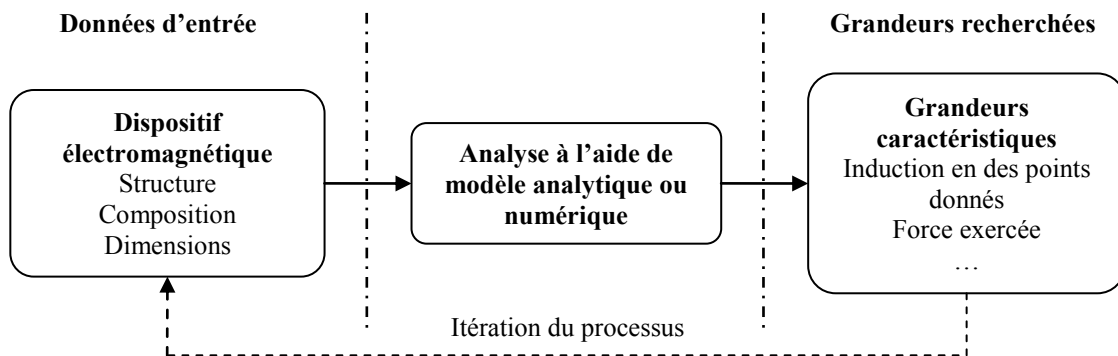 Données d'entrée
Grandeurs recherchées
Dispositif
électromagnétique
Structure
Composition
Dimensions
Analyse à l'aide de
modèle analytique ou
numérique
Grandeurs
caractéristiques
Induction en des points
donnés
Force exercée
…
Itération du processus